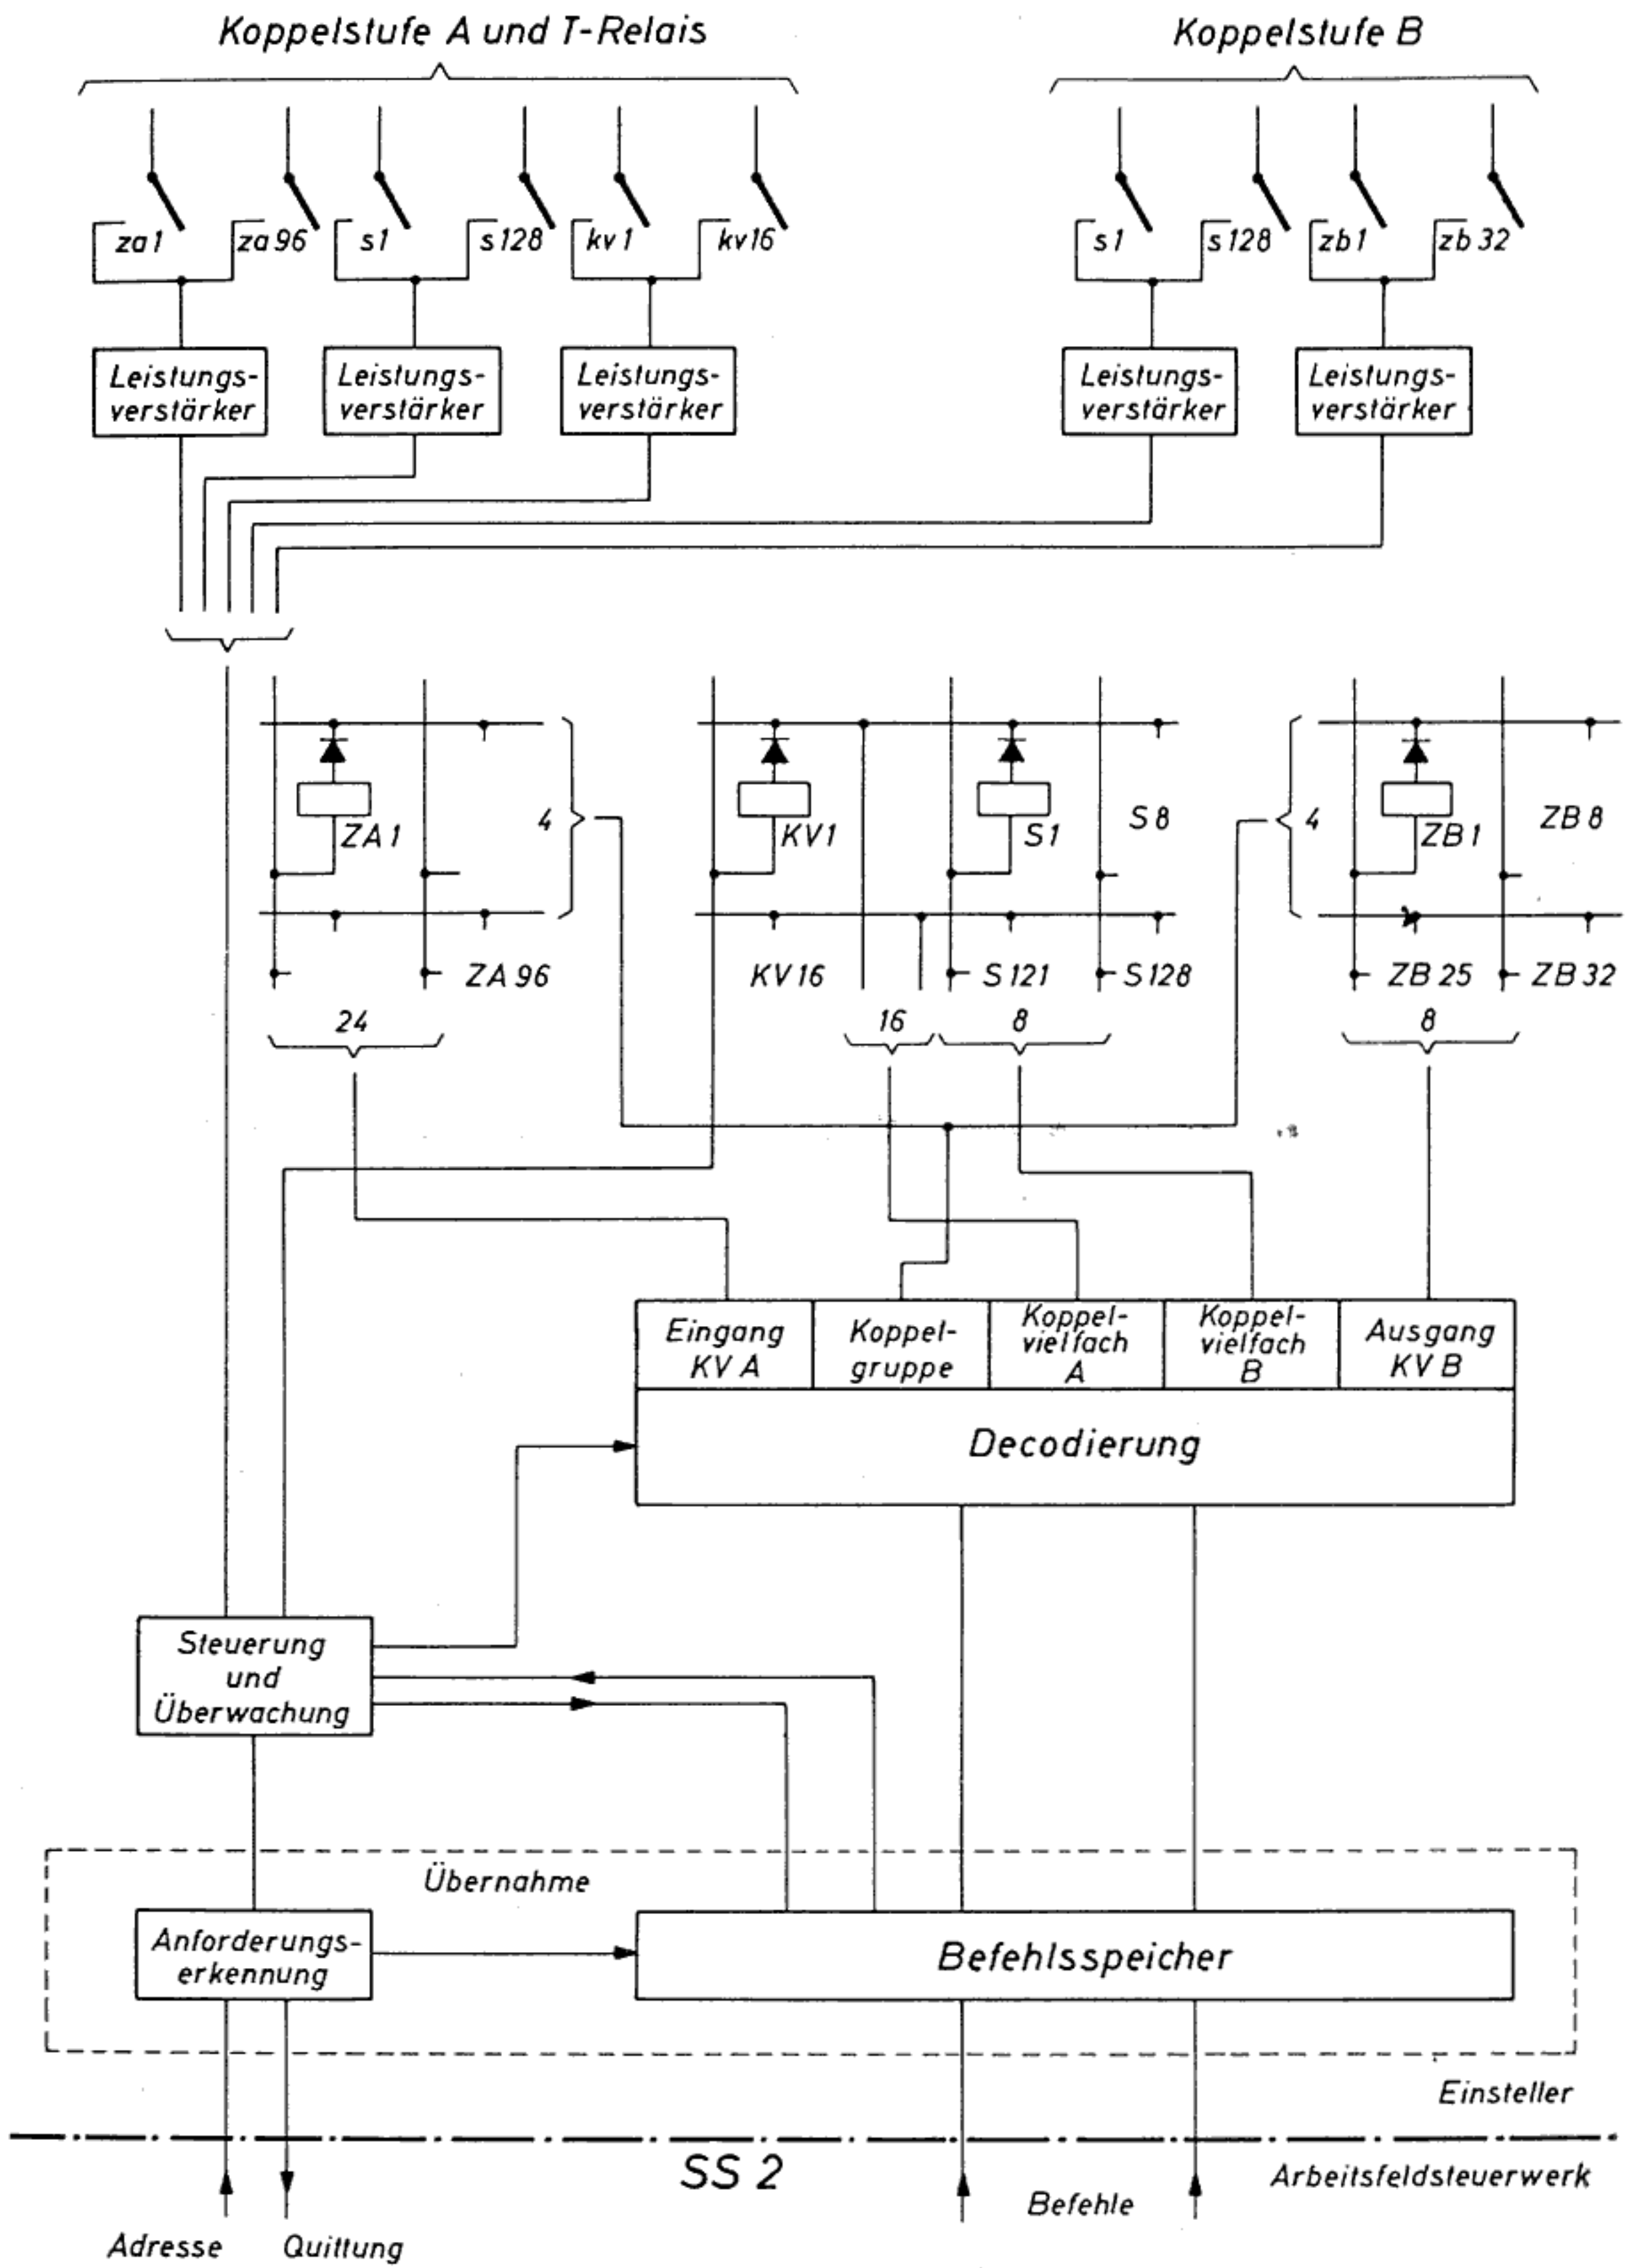 Koppelstufe A und T-Relais
Koppelstufe B
za 1
za 96
s 1
s 128
kv 1
kv 16
s 1
s 128
zb 1
zb 32
Leistungs-
verstärker
Leistungs-
verstärker
Leistungs-
verstärker
Leistungs-
verstärker
Leistungs-
verstärker
ZA 1
4
KV 1
S 1
S 8
4
ZB 1
ZB 8
ZA 96
KV 16
S 121
S 128
ZB 25
ZB 32
24
16
8
8
Eingang
KV A
Koppel-
gruppe
Koppel-
vielfach
A
Koppel-
vielfach
B
Ausgang
KV B
Decodierung
Steuerung
und
Überwachung
Übernahme
Anforderungs-
erkennung
Befehlsspeicher
Einsteller
SS 2
Arbeitsfeldsteuerwerk
Befehle
Adresse
Quittung